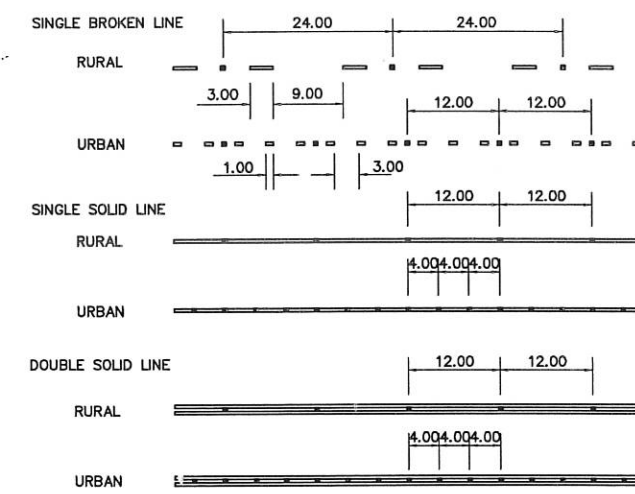 SINGLE BROKEN LINE
24.00 24.00
RURAL
3.00 9.00
12.00 12.00
URBAN
1.00 3.00
12.00 12.00
SINGLE SOLID LINE
RURAL
4.00 4.00 4.00
URBAN
DOUBLE SOLID LINE
12.00 12.00
RURAL
4.00 4.00 4.00
URBAN